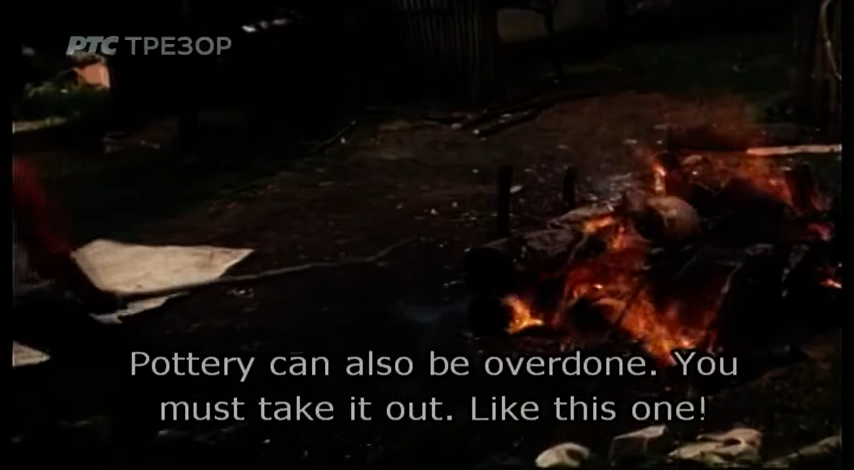 РТС ТРЕЗОР
Pottery can also be overdone. You
must take it out. Like this one!